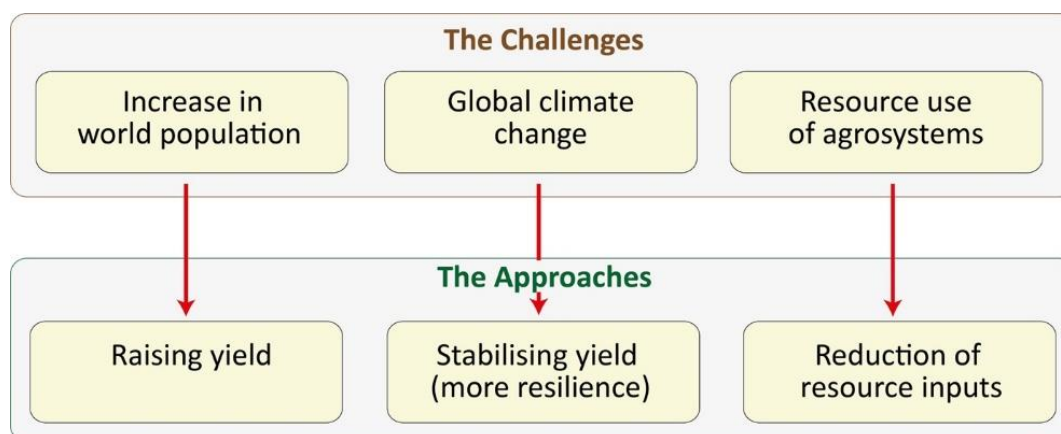 The Challenges
Increase in
world population
Global climate
change
Resource use
of agrosystems
The Approaches
Raising yield
Stabilising yield
(more resilience)
Reduction of
resource inputs